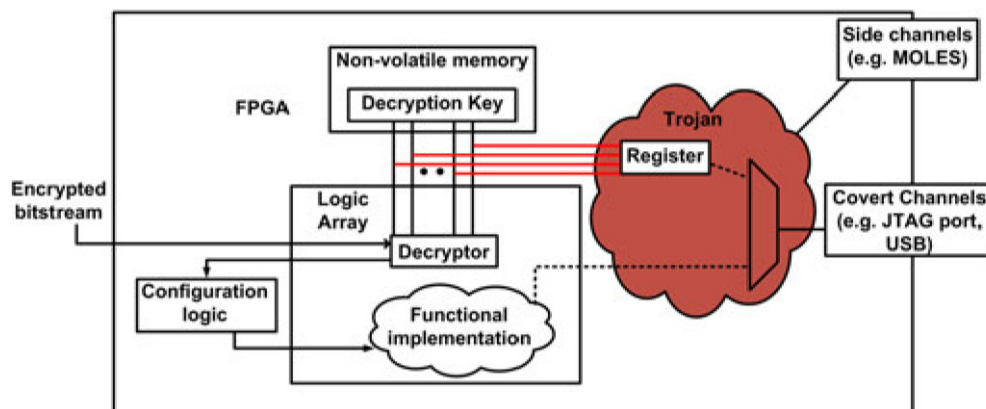 Side channels
(e.g. MOLES)
Non-volatile memory
FPGA
Decryption Key
Trojan
Register
Encrypted
bitstream
Logic
Array
Covert Channels
(e.g. JTAG port,
USB)
Decryptor
Configuration
logic
Functional
implementation